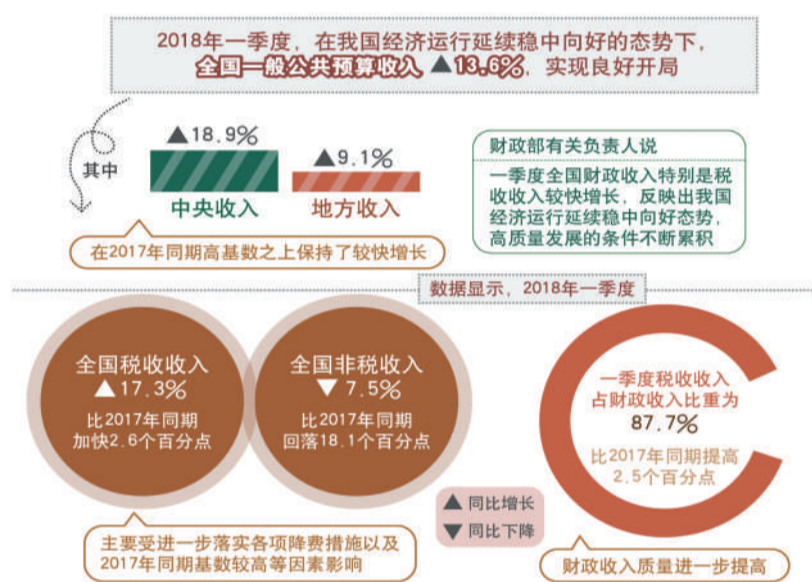 2018年一季度，在我国经济运行延续稳中向好的态势下，
全国一般公共预算收入 ▲13.6%，实现良好开局
其中
▲18.9%
中央收入
▲9.1%
地方收入
在2017年同期高基数之上保持了较快增长
财政部有关负责人说
一季度全国财政收入特别是税
收收入较快增长，反映出我国
经济运行延续稳中向好态势，
高质量发展的条件不断累积
数据显示，2018年一季度
全国税收收入
▲17.3%
比2017年同期
加快2.6个百分点
全国非税收入
▼7.5%
比2017年同期
回落18.1个百分点
主要受进一步落实各项降费措施以及
2017年同期基数较高等因素影响
▲ 同比增长
▼ 同比下降
一季度税收收入
占财政收入比重为
87.7%
比2017年同期提高
2.5个百分点
财政收入质量进一步提高